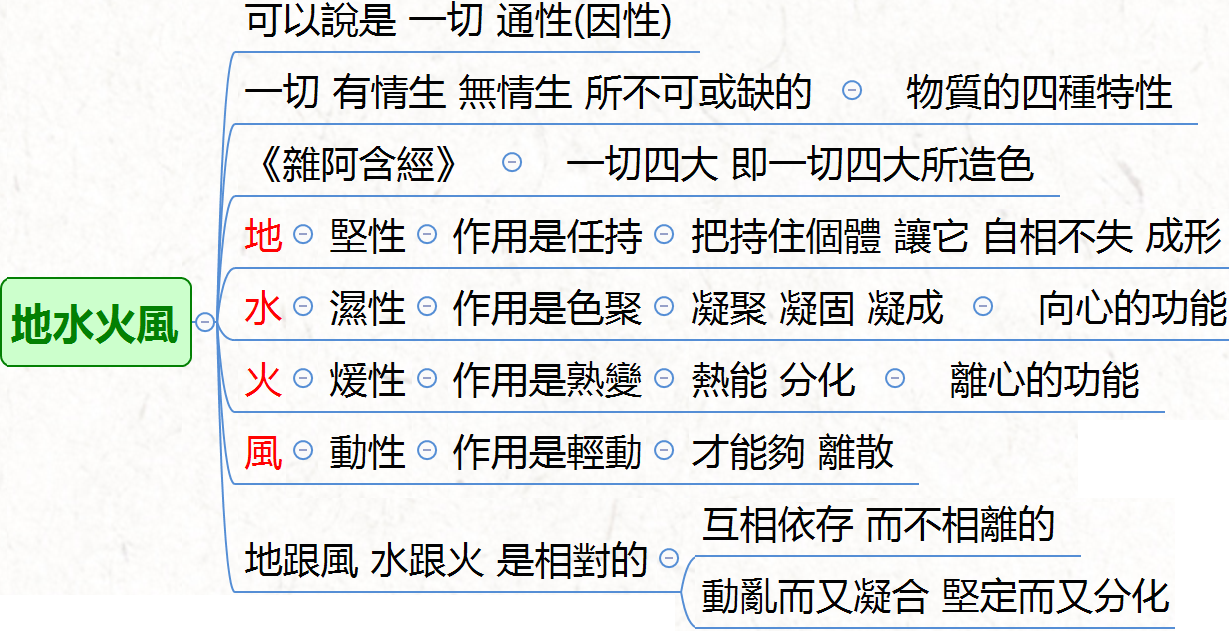 可以說是 一切 通性(因性)
一切 有情生 無情生 所不可或缺的 物質的四種特性
《雜阿含經》 一切四大 即一切四大所造色
地 堅性 作用是任持 把持住個體 讓它 自相不失 成形
水 濕性 作用是色聚 凝聚 凝固 凝成 向心的功能
地水火風
火 煖性 作用是熟變 熱能 分化 離心的功能
風 動性 作用是輕動 才能夠 離散
地跟風 水跟火 是相對的
互相依存 而不相離的
動亂而又凝合 堅定而又分化